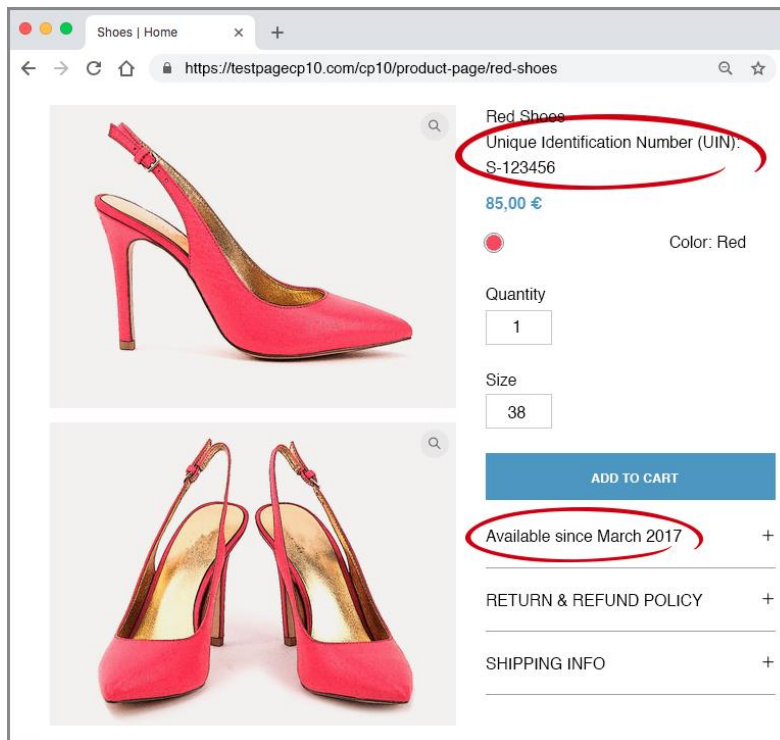 Shoes | Home
https://testpagecp10.com/cp10/product-page/red-shoes
Red Shoes
Unique Identification Number (UIN):
S-123456
85,00 €
Color: Red
Quantity
1
Size
38
ADD TO CART
Available since March 2017
RETURN & REFUND POLICY
SHIPPING INFO